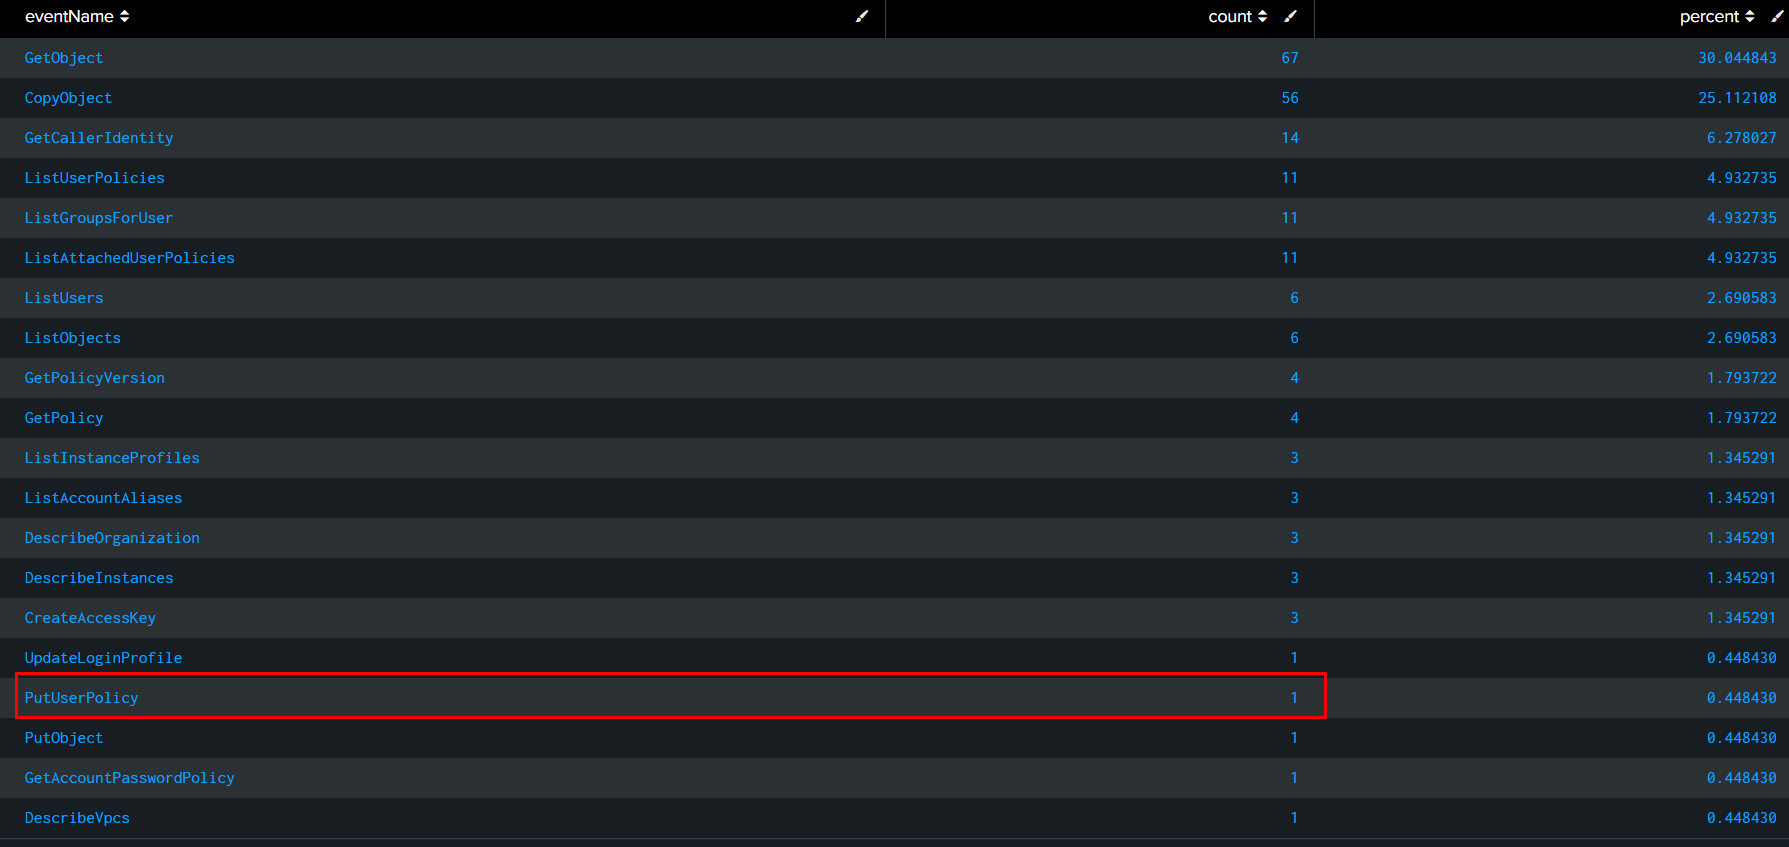 eventName count percent
GetObject 67 30.044843
CopyObject 56 25.112108
GetCallerIdentity 14 6.278027
ListUserPolicies 11 4.932735
ListGroupsForUser 11 4.932735
ListAttachedUserPolicies 11 4.932735
ListUsers 6 2.690583
ListObjects 6 2.690583
GetPolicyVersion 4 1.793722
GetPolicy 4 1.793722
ListInstanceProfiles 3 1.345291
ListAccountAliases 3 1.345291
DescribeOrganization 3 1.345291
DescribeInstances 3 1.345291
CreateAccessKey 3 1.345291
UpdateLoginProfile 1 0.448430
PutUserPolicy 1 0.448430
PutObject 1 0.448430
GetAccountPasswordPolicy 1 0.448430
DescribeVpcs 1 0.448430